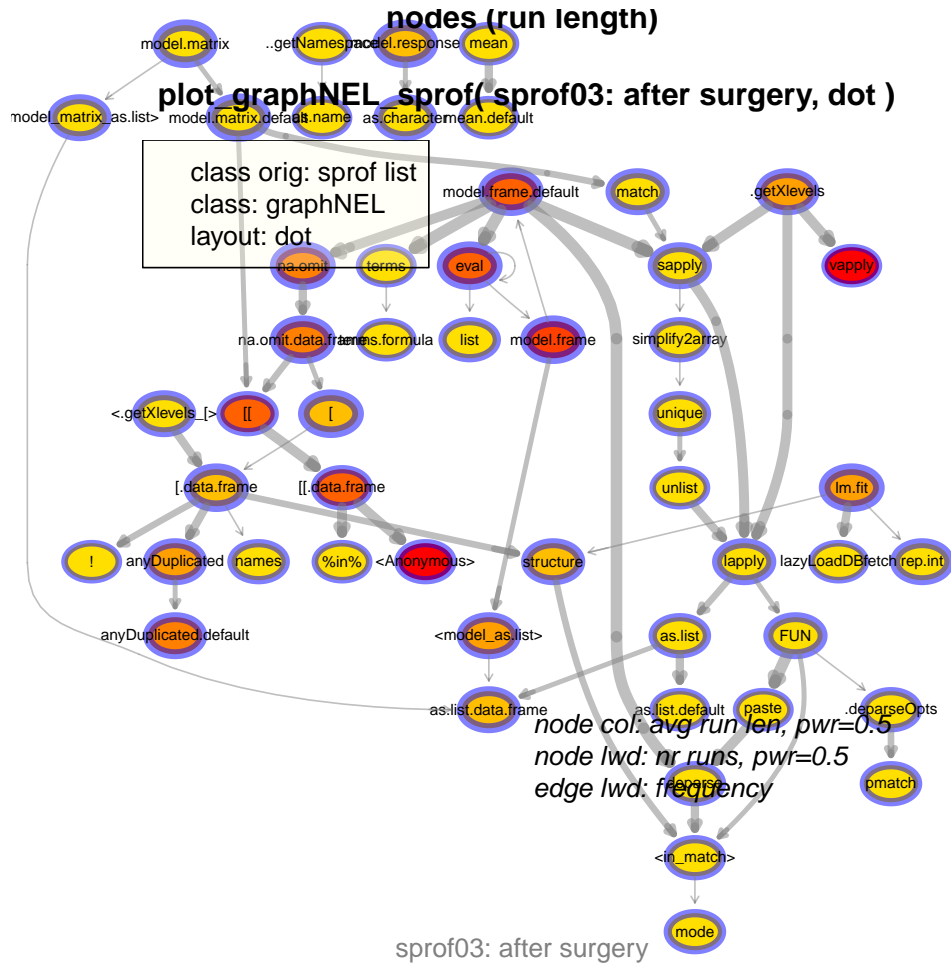 nodes (run length)
model.matrix
..getNamespace
model.response
mean
plot_graphNEL_sprof( sprof03: after surgery, dot )
model_matrix_as.list>
model.matrix.default
as.name
as.character
mean.default
class orig: sprof list
class: graphNEL
layout: dot
model.frame.default
match
.getXlevels
na.omit
terms
eval
sapply
vapply
na.omit.data.frame
terms.formula
list
model.frame
simplify2array
<.getXlevels_[>
[[
[
unique
[.data.frame
[[.data.frame
unlist
lm.fit
!
anyDuplicated
names
%in%
<Anonymous>
structure
lapply
lazyLoadDBfetch
rep.int
anyDuplicated.default
<model_as.list>
as.list
FUN
as.list.data.frame
as.list.default
paste
.deparseOpts
node col: avg run len, pwr=0.5
node lwd: nr runs, pwr=0.5
deparse
pmatch
edge lwd: frequency
<in_match>
mode
sprof03: after surgery